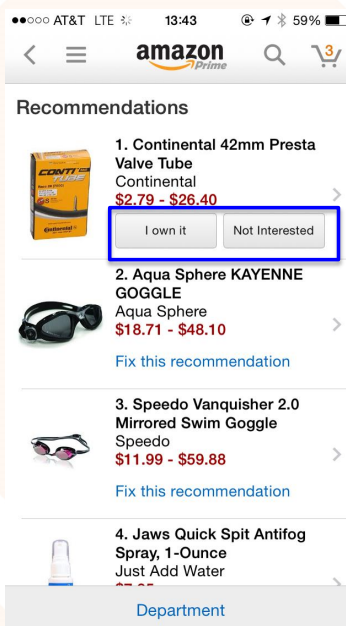 AT&T LTE 13:43 59%
amazon
Prime
3
Recommendations
1. Continental 42mm Presta
Valve Tube
Continental
$2.79 - $26.40
CONTI
TUBE
Continental
I own it
Not Interested
2. Aqua Sphere KAYENNE
GOGGLE
Aqua Sphere
$18.71 - $48.10
Fix this recommendation
3. Speedo Vanquisher 2.0
Mirrored Swim Goggle
Speedo
$11.99 - $59.88
Fix this recommendation
4. Jaws Quick Spit Antifog
Spray, 1-Ounce
Just Add Water
Department